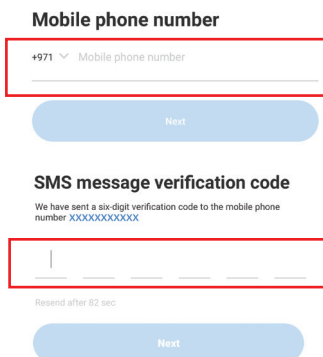 Mobile phone number
+971 Mobile phone number
Next
SMS message verification code
We have sent a six-digit verification code to the mobile phone
number XXXXXXXXXXX
Resend after 82 sec
Next